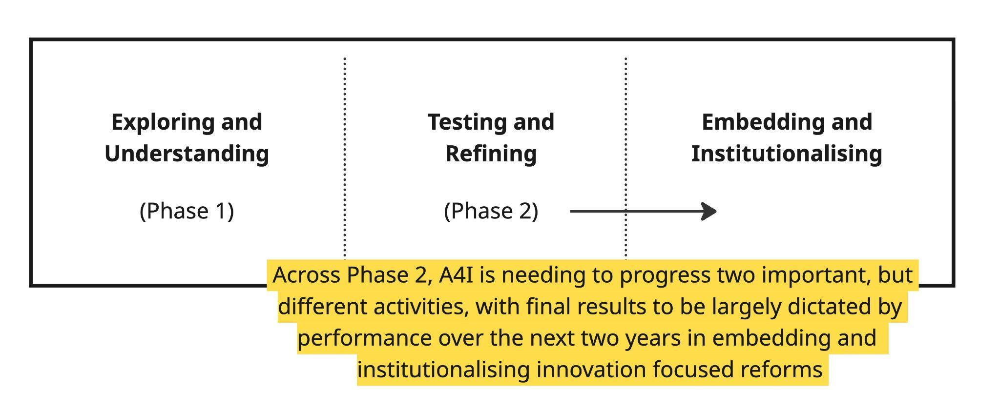 Exploring and
Understanding
(Phase 1)
Testing and
Refining
(Phase 2)
Embedding and
Institutionalising
Across Phase 2, A4I is needing to progress two important, but
different activities, with final results to be largely dictated by
performance over the next two years in embedding and
institutionalising innovation focused reforms